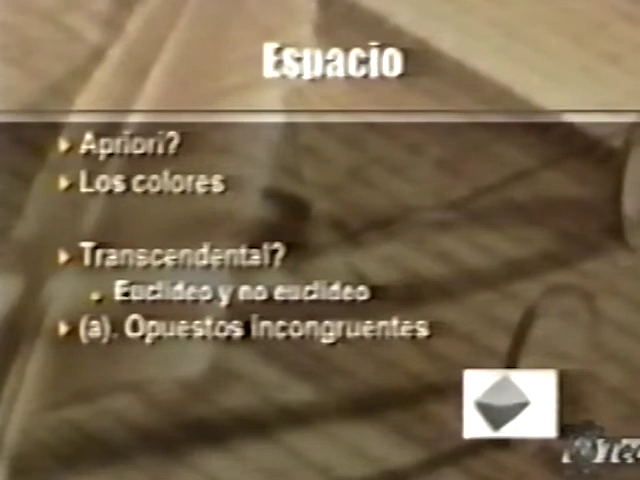 Espacio
Apriori?
Los colores
Transcendental?
Euclideo y no euclideo
(a). Opuestos incongruentes